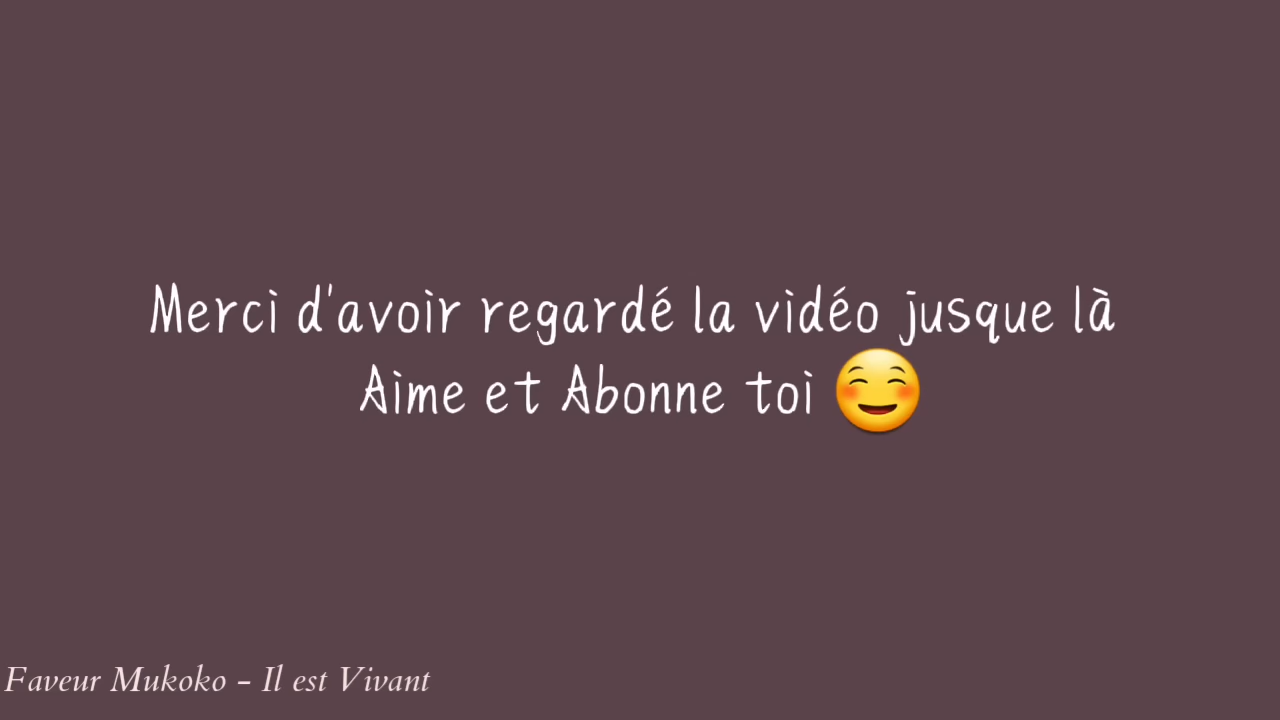 Merci d'avoir regardé la vidéo jusque là
Aime et Abonne toi ☺️
Faveur Mukoko - Il est Vivant